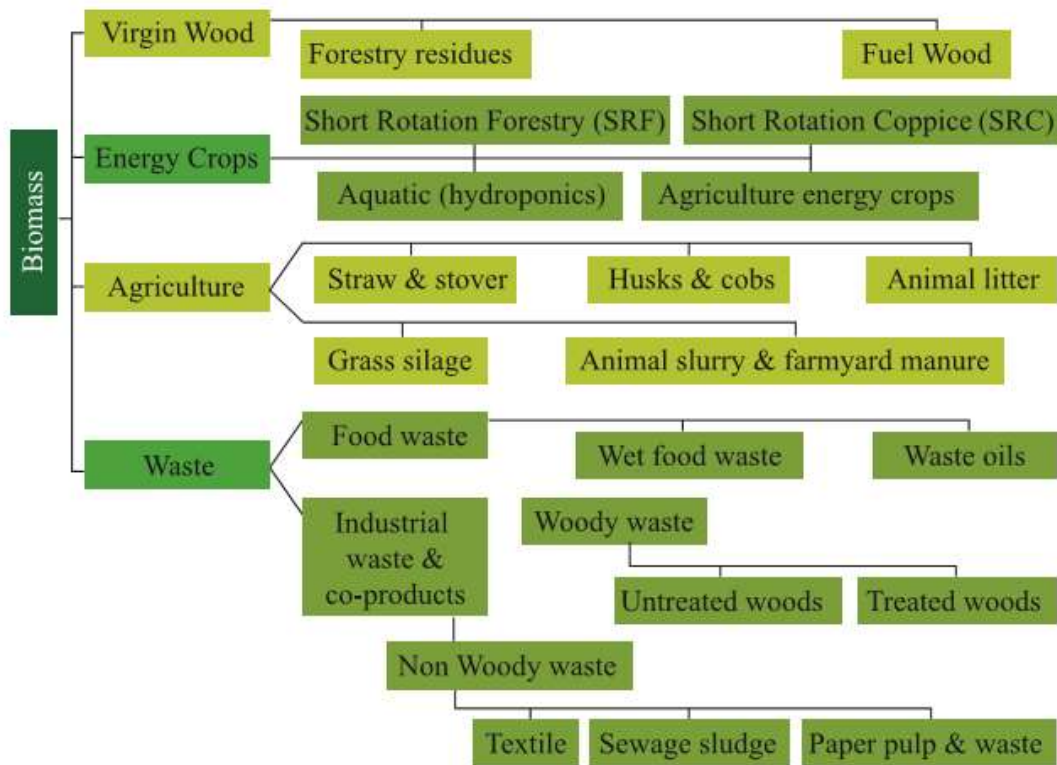 Biomass
Virgin Wood
Forestry residues
Fuel Wood
Short Rotation Forestry (SRF)
Short Rotation Coppice (SRC)
Energy Crops
Aquatic (hydroponics)
Agriculture energy crops
Agriculture
Straw & stover
Husks & cobs
Animal litter
Grass silage
Animal slurry & farmyard manure
Waste
Food waste
Wet food waste
Waste oils
Industrial
waste &
co-products
Woody waste
Untreated woods
Treated woods
Non Woody waste
Textile
Sewage sludge
Paper pulp & waste